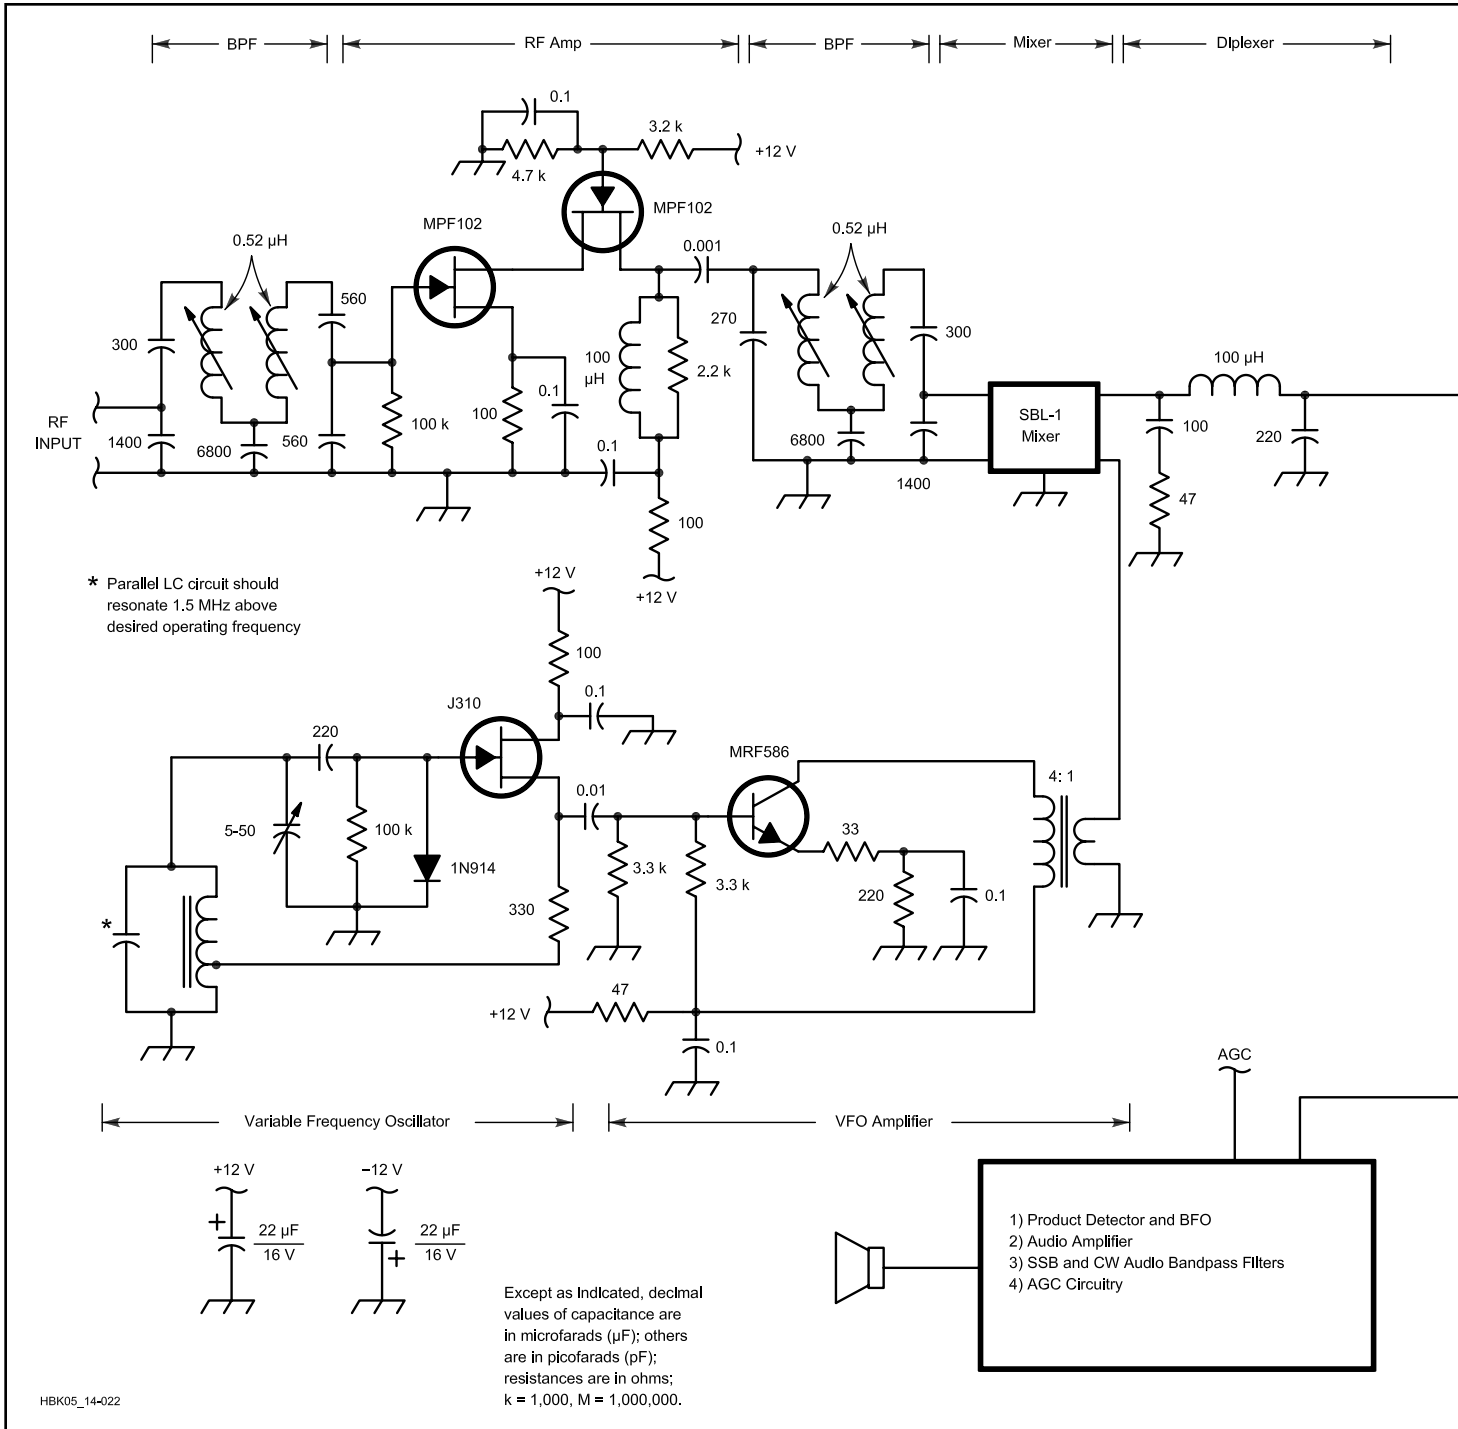 BPF
RF Amp
BPF
Mixer
Diplexer
0.1
3.2 k
+12 V
4.7 k
MPF102
MPF102
0.52 µH
0.001
0.52 µH
560
300
270
300
100 µH
100
µH
2.2 k
RF
INPUT
1400
6800
560
100 k
100
0.1
0.1
6800
1400
SBL-1
Mixer
100
220
47
100
+12 V
* Parallel LC circuit should
resonate 1.5 MHz above
desired operating frequency
+12 V
100
J310
0.1
220
MRF586
4: 1
0.01
5-50
100 k
1N914
33
3.3 k
3.3 k
220
0.1
330
*
47
+12 V
0.1
AGC
Variable Frequency Oscillator
VFO Amplifier
+12 V
–12 V
+
22 µF
16 V
22 µF
16 V
+
1) Product Detector and BFO
2) Audio Amplifier
3) SSB and CW Audio Bandpass Filters
4) AGC Circuitry
Except as indicated, decimal
values of capacitance are
in microfarads (µF); others
are in picofarads (pF);
resistances are in ohms;
k = 1,000, M = 1,000,000.
HBK05_14-022